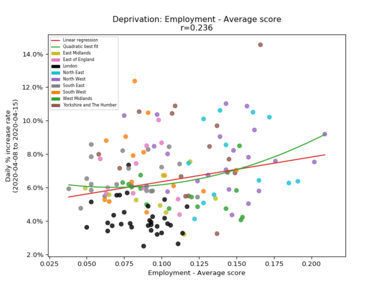 Deprivation: Employment - Average score
r=0.236
Linear regression
Quadratic best fit
East Midlands
East of England
London
North East
North West
South East
South West
West Midlands
Yorkshire and The Humber
Daily % increase rate
(2020-04-08 to 2020-04-15)
14.0%
12.0%
10.0%
8.0%
6.0%
4.0%
2.0%
0.025
0.050
0.075
0.100
0.125
0.150
0.175
0.200
Employment - Average score